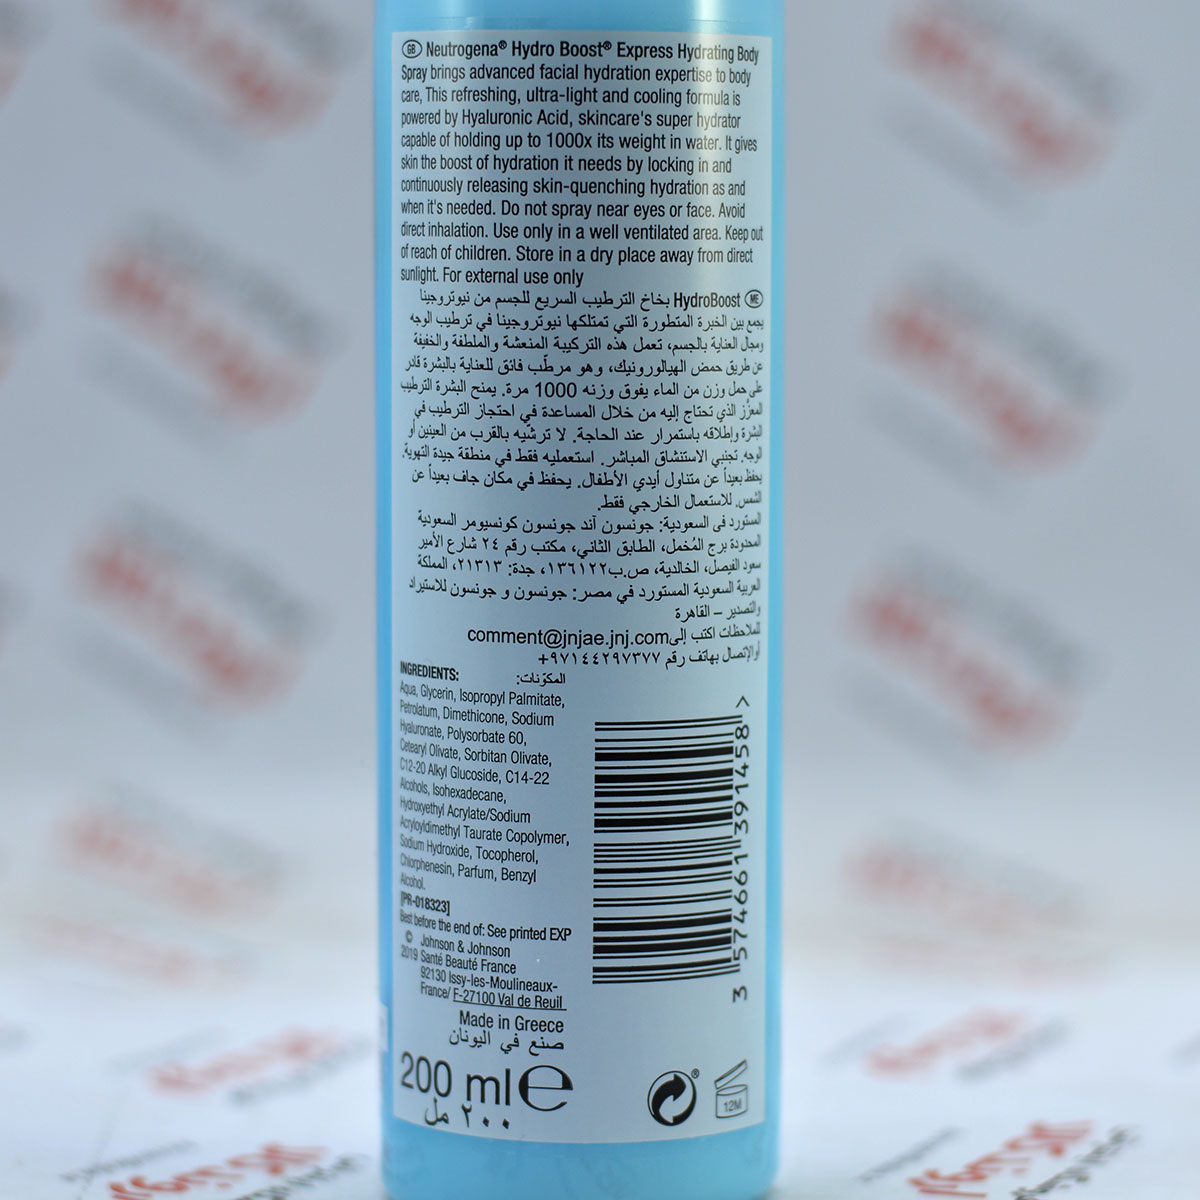 GB Neutrogena® Hydro Boost® Express Hydrating Body
Spray brings advanced facial hydration expertise to body
care, This refreshing, ultra-light and cooling formula is
powered by Hyaluronic Acid, skincare's super hydrator
capable of holding up to 1000x its weight in water. It gives
skin the boost of hydration it needs by locking in and
continuously releasing skin-quenching hydration as and
when it's needed. Do not spray near eyes or face. Avoid
direct inhalation. Use only in a well ventilated area. Keep out
of reach of children. Store in a dry place away from direct
sunlight. For external use only
ME HydroBoost بخاخ الترطيب السريع للجسم من نيوتروجينا
يجمع بين الخبرة المتطورة التي تمتلكها نيوتروجينا في ترطيب الوجه
ومجال العناية بالجسم، تعمل هذه التركيبة المنعشة والملطفة والخفيفة
عن طريق حمض الهيالورونيك، وهو مرطّب فائق للعناية بالبشرة قادر
على حمل وزن من الماء يفوق وزنه 1000 مرة. يمنح البشرة الترطيب
المعزّز الذي تحتاج إليه من خلال المساعدة في احتجاز الترطيب في
البشرة وإطلاقه باستمرار عند الحاجة. لا ترشّيه بالقرب من العينين أو
الوجه. تجنبي الاستنشاق المباشر. استعمليه فقط في منطقة جيدة التهوية.
يحفظ بعيداً عن متناول أيدي الأطفال. يحفظ في مكان جاف بعيداً عن
الشمس. للاستعمال الخارجي فقط.
المستورد في السعودية: جونسون آند جونسون كونسيومر السعودية
المحدودة برج المُخمل، الطابق الثاني، مكتب رقم ٢٤ شارع الأمير
سعود الفيصل، الخالدية، ص.ب١٣٦١٢٢، جدة: ٢١٣١٣، المملكة
العربية السعودية المستورد في مصر: جونسون و جونسون للاستيراد
والتصدير – القاهرة
للملاحظات اكتب إلى comment@jnjae.jnj.com
أوالإتصال بهاتف رقم ٩٧١٤٤٢٩٧٣٧٧+
INGREDIENTS: المكوّنات:
Aqua, Glycerin, Isopropyl Palmitate,
Petrolatum, Dimethicone, Sodium
Hyaluronate, Polysorbate 60,
Cetearyl Olivate, Sorbitan Olivate,
C12-20 Alkyl Glucoside, C14-22
Alcohols, Isohexadecane,
Hydroxyethyl Acrylate/Sodium
Acryloyldimethyl Taurate Copolymer,
Sodium Hydroxide, Tocopherol,
Chlorphenesin, Parfum, Benzyl
Alcohol.
[PR-018323]
Best before the end of: See printed EXP
© Johnson & Johnson
2019 Santé Beauté France
92130 Issy-les-Moulineaux-
France/ F-27100 Val de Reuil
Made in Greece
صنع في اليونان
200 ml e
٢٠٠ مل
3 574661 391458 >
®
12M